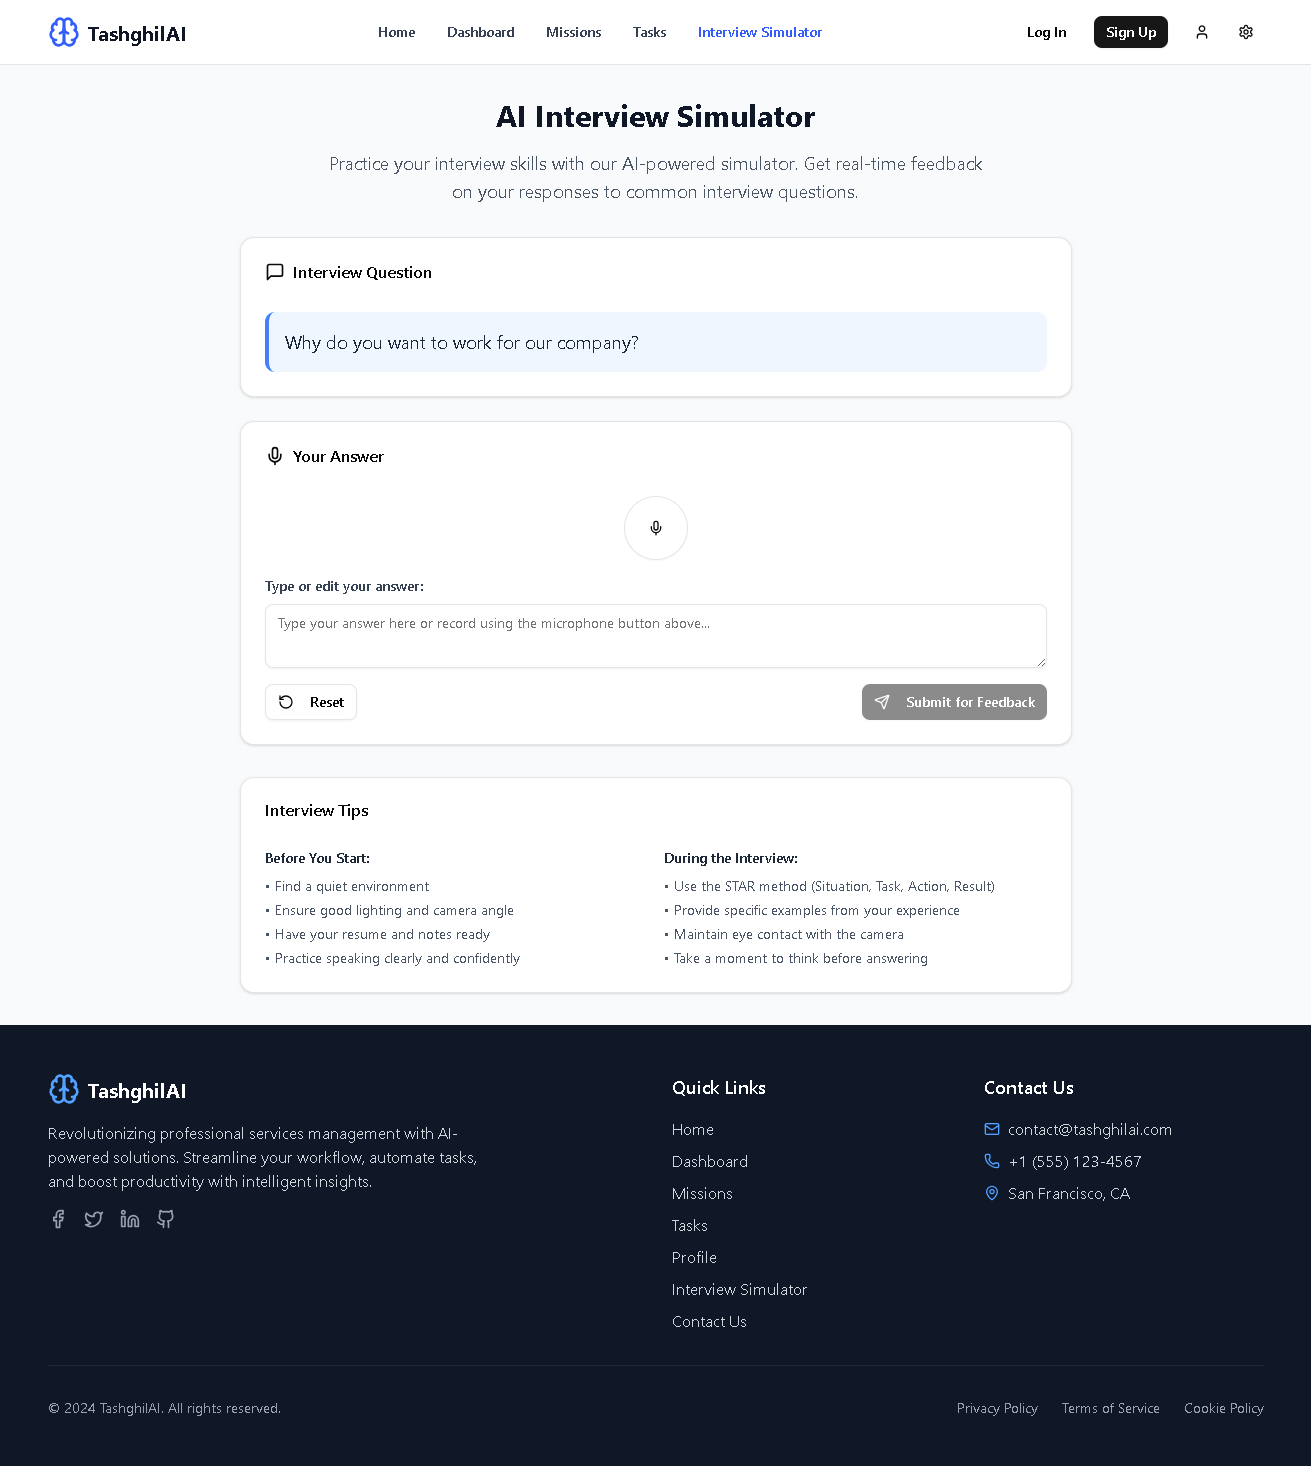 TashghilAI
Home Dashboard Missions Tasks Interview Simulator
Log In Sign Up
AI Interview Simulator
Practice your interview skills with our AI-powered simulator. Get real-time feedback
on your responses to common interview questions.
Interview Question
Why do you want to work for our company?
Your Answer
Type or edit your answer:
Type your answer here or record using the microphone button above...
Reset
Submit for Feedback
Interview Tips
Before You Start:
• Find a quiet environment
• Ensure good lighting and camera angle
• Have your resume and notes ready
• Practice speaking clearly and confidently
During the Interview:
• Use the STAR method (Situation, Task, Action, Result)
• Provide specific examples from your experience
• Maintain eye contact with the camera
• Take a moment to think before answering
TashghilAI
Revolutionizing professional services management with AI-
powered solutions. Streamline your workflow, automate tasks,
and boost productivity with intelligent insights.
Quick Links
Home
Dashboard
Missions
Tasks
Profile
Interview Simulator
Contact Us
Contact Us
contact@tashghilai.com
+1 (555) 123-4567
San Francisco, CA
© 2024 TashghilAI. All rights reserved.
Privacy Policy Terms of Service Cookie Policy